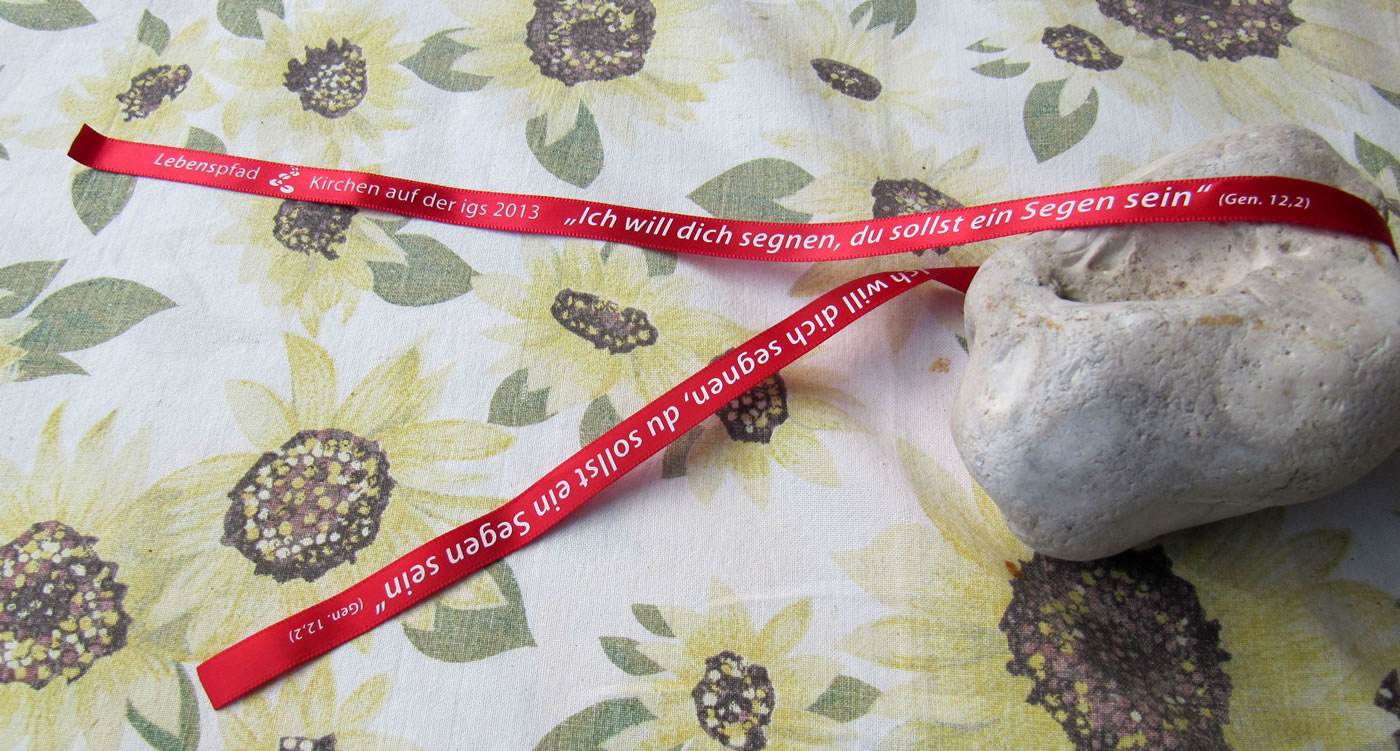 Lebenspfad Kirchen auf der igs 2013 „Ich will dich segnen, du sollst ein Segen sein“ (Gen. 12,2)
Ich will dich segnen, du sollst ein Segen sein“ (Gen. 12,2)